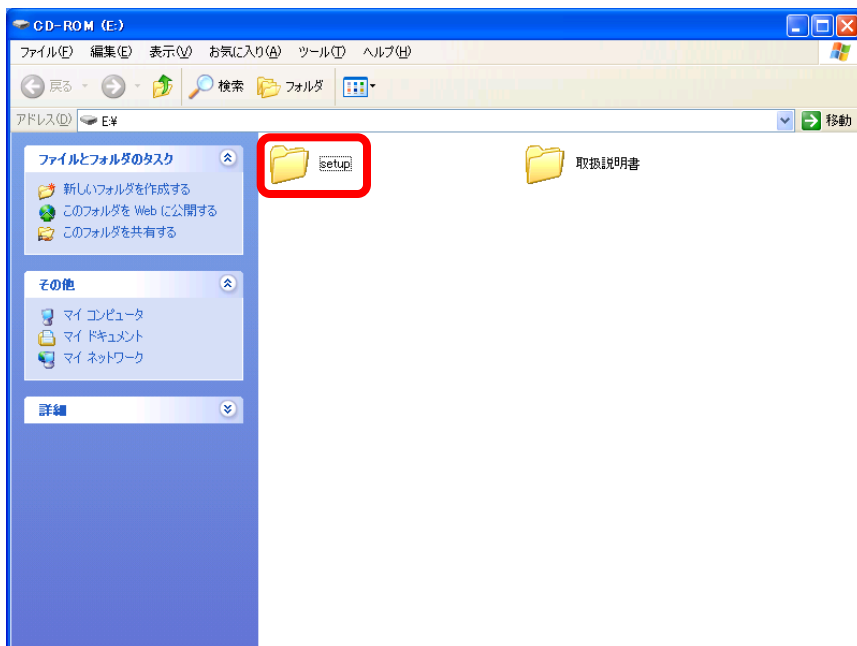 CD-ROM (E:)
ファイル(F) 編集(E) 表示(V) お気に入り(A) ツール(T) ヘルプ(H)
戻る 検索 フォルダ
アドレス(D) E:¥ 移動
ファイルとフォルダのタスク
新しいフォルダを作成する
このフォルダを Web に公開する
このフォルダを共有する
その他
マイ コンピュータ
マイ ドキュメント
マイ ネットワーク
詳細
setup
取扱説明書